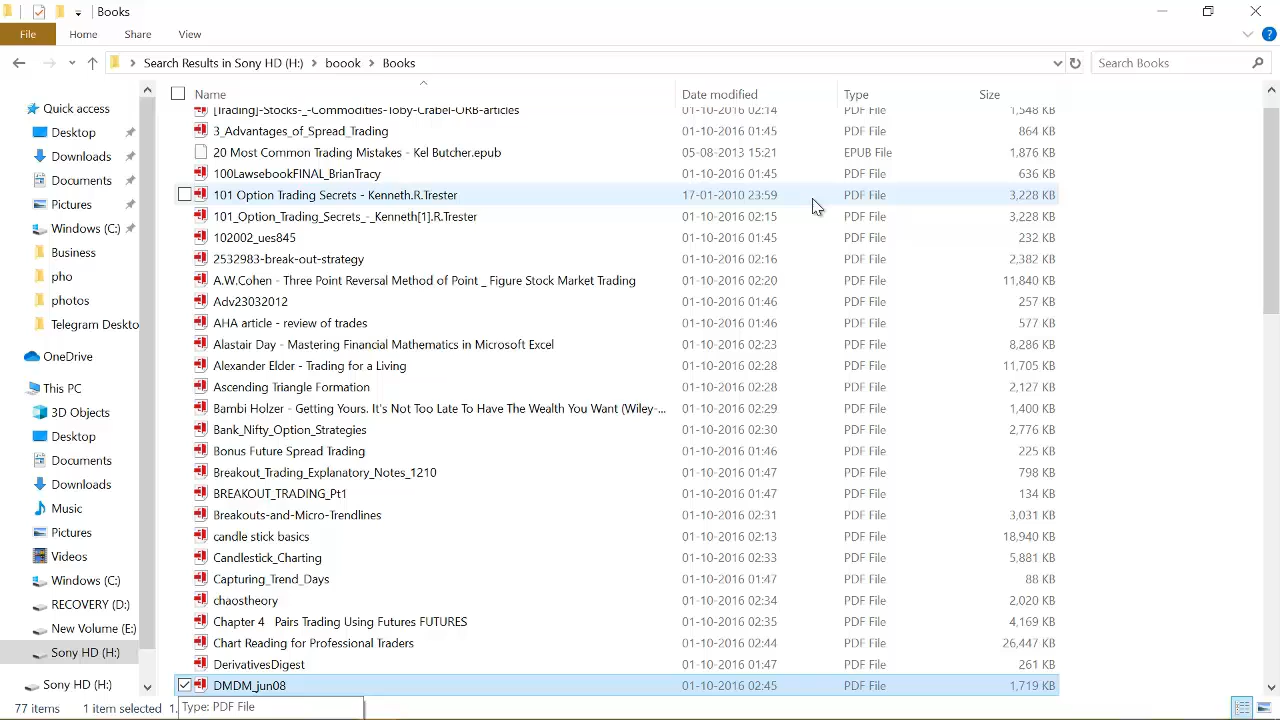 Books
File Home Share View
Search Results in Sony HD (H:) boook Books Search Books
Name Date modified Type Size
[Trading]-Stocks-_-Commodities-Toby-Crabel-ORB-articles 01-10-2016 02:14 PDF File 1,548 KB
3_Advantages_of_Spread_Trading 01-10-2016 01:45 PDF File 864 KB
20 Most Common Trading Mistakes - Kel Butcher.epub 05-08-2013 15:21 EPUB File 1,876 KB
100LawsebookFINAL_BrianTracy 01-10-2016 01:45 PDF File 636 KB
101 Option Trading Secrets - Kenneth.R.Trester 17-01-2016 23:59 PDF File 3,228 KB
101_Option_Trading_Secrets_-_Kenneth[1].R.Trester 01-10-2016 02:15 PDF File 3,228 KB
102002_ues845 01-10-2016 01:45 PDF File 232 KB
2532983-break-out-strategy 01-10-2016 02:16 PDF File 2,382 KB
A.W.Cohen - Three Point Reversal Method of Point _ Figure Stock Market Trading 01-10-2016 02:20 PDF File 11,840 KB
Adv23032012 01-10-2016 01:46 PDF File 257 KB
AHA article - review of trades 01-10-2016 01:46 PDF File 577 KB
Alastair Day - Mastering Financial Mathematics in Microsoft Excel 01-10-2016 02:23 PDF File 8,286 KB
Alexander Elder - Trading for a Living 01-10-2016 02:28 PDF File 11,705 KB
Ascending Triangle Formation 01-10-2016 02:28 PDF File 2,127 KB
Bambi Holzer - Getting Yours_It's Not Too Late To Have The Wealth You Want (Wiley-... 01-10-2016 02:29 PDF File 1,400 KB
Bank_Nifty_Option_Strategies 01-10-2016 02:30 PDF File 2,776 KB
Bonus Future Spread Trading 01-10-2016 01:46 PDF File 225 KB
Breakout_Trading_Explanatory_Notes_1210 01-10-2016 01:47 PDF File 798 KB
BREAKOUT_TRADING_Pt1 01-10-2016 01:47 PDF File 134 KB
Breakouts-and-Micro-Trendlines 01-10-2016 02:31 PDF File 3,031 KB
candle stick basics 01-10-2016 02:13 PDF File 18,940 KB
Candlestick_Charting 01-10-2016 02:33 PDF File 5,881 KB
Capturing_Trend_Days 01-10-2016 01:47 PDF File 88 KB
chaostheory 01-10-2016 02:34 PDF File 2,020 KB
Chapter 4 Pairs Trading Using Futures FUTURES 01-10-2016 02:35 PDF File 4,169 KB
Chart Reading for Professional Traders 01-10-2016 02:44 PDF File 26,447 KB
DerivativesDigest 01-10-2016 01:47 PDF File 261 KB
DMDM_jun08 01-10-2016 02:45 PDF File 1,719 KB
Type: PDF File
Quick access
Desktop
Downloads
Documents
Pictures
Windows (C:)
Business
pho
photos
Telegram Deskto
OneDrive
This PC
3D Objects
Desktop
Documents
Downloads
Music
Pictures
Videos
Windows (C:)
RECOVERY (D:)
New Volume (E:)
Sony HD (H:)
Sony HD (H:)
77 items 1 item selected 1.